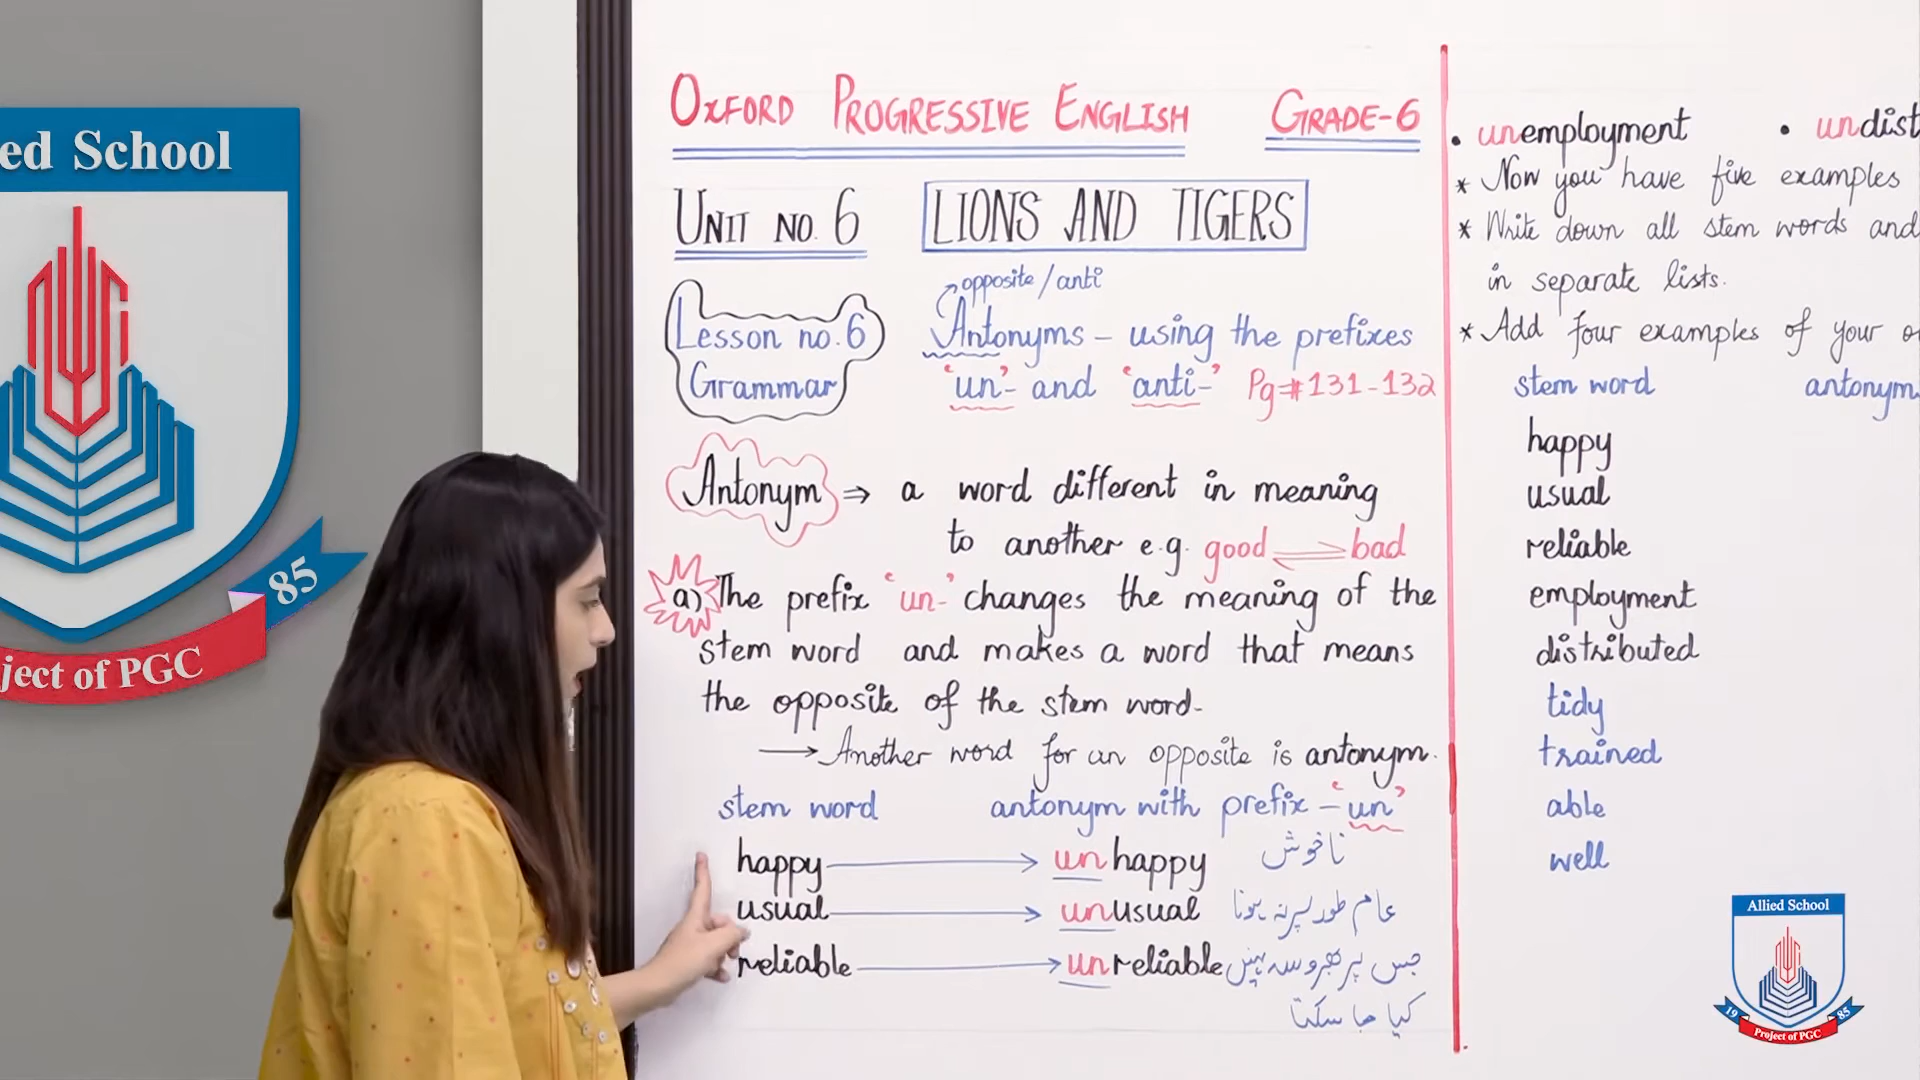 ed School
85
ject of PGC
OXFORD PROGRESSIVE ENGLISH GRADE-6
UNIT NO. 6 LIONS AND TIGERS
opposite / anti
Lesson no. 6
Grammar
Antonyms - using the prefixes
'un'- and 'anti-' Pg#131-132
Antonym ⇒ a word different in meaning
to another e.g. good ⇌ bad
a) The prefix 'un-' changes the meaning of the
stem word and makes a word that means
the opposite of the stem word.
→ Another word for an opposite is antonym.
stem word antonym with prefix - 'un'
happy → unhappy ناخوش
usual → unusual عام طور پر نہ ہونا
reliable → unreliable جس پر بھروسہ نہیں
کیا جا سکتا
• unemployment • undist
* Now you have five examples
* Write down all stem words and
in separate lists.
* Add four examples of your o
stem word antonym
happy
usual
reliable
employment
distributed
tidy
trained
able
well
Allied School
19 85
Project of PGC